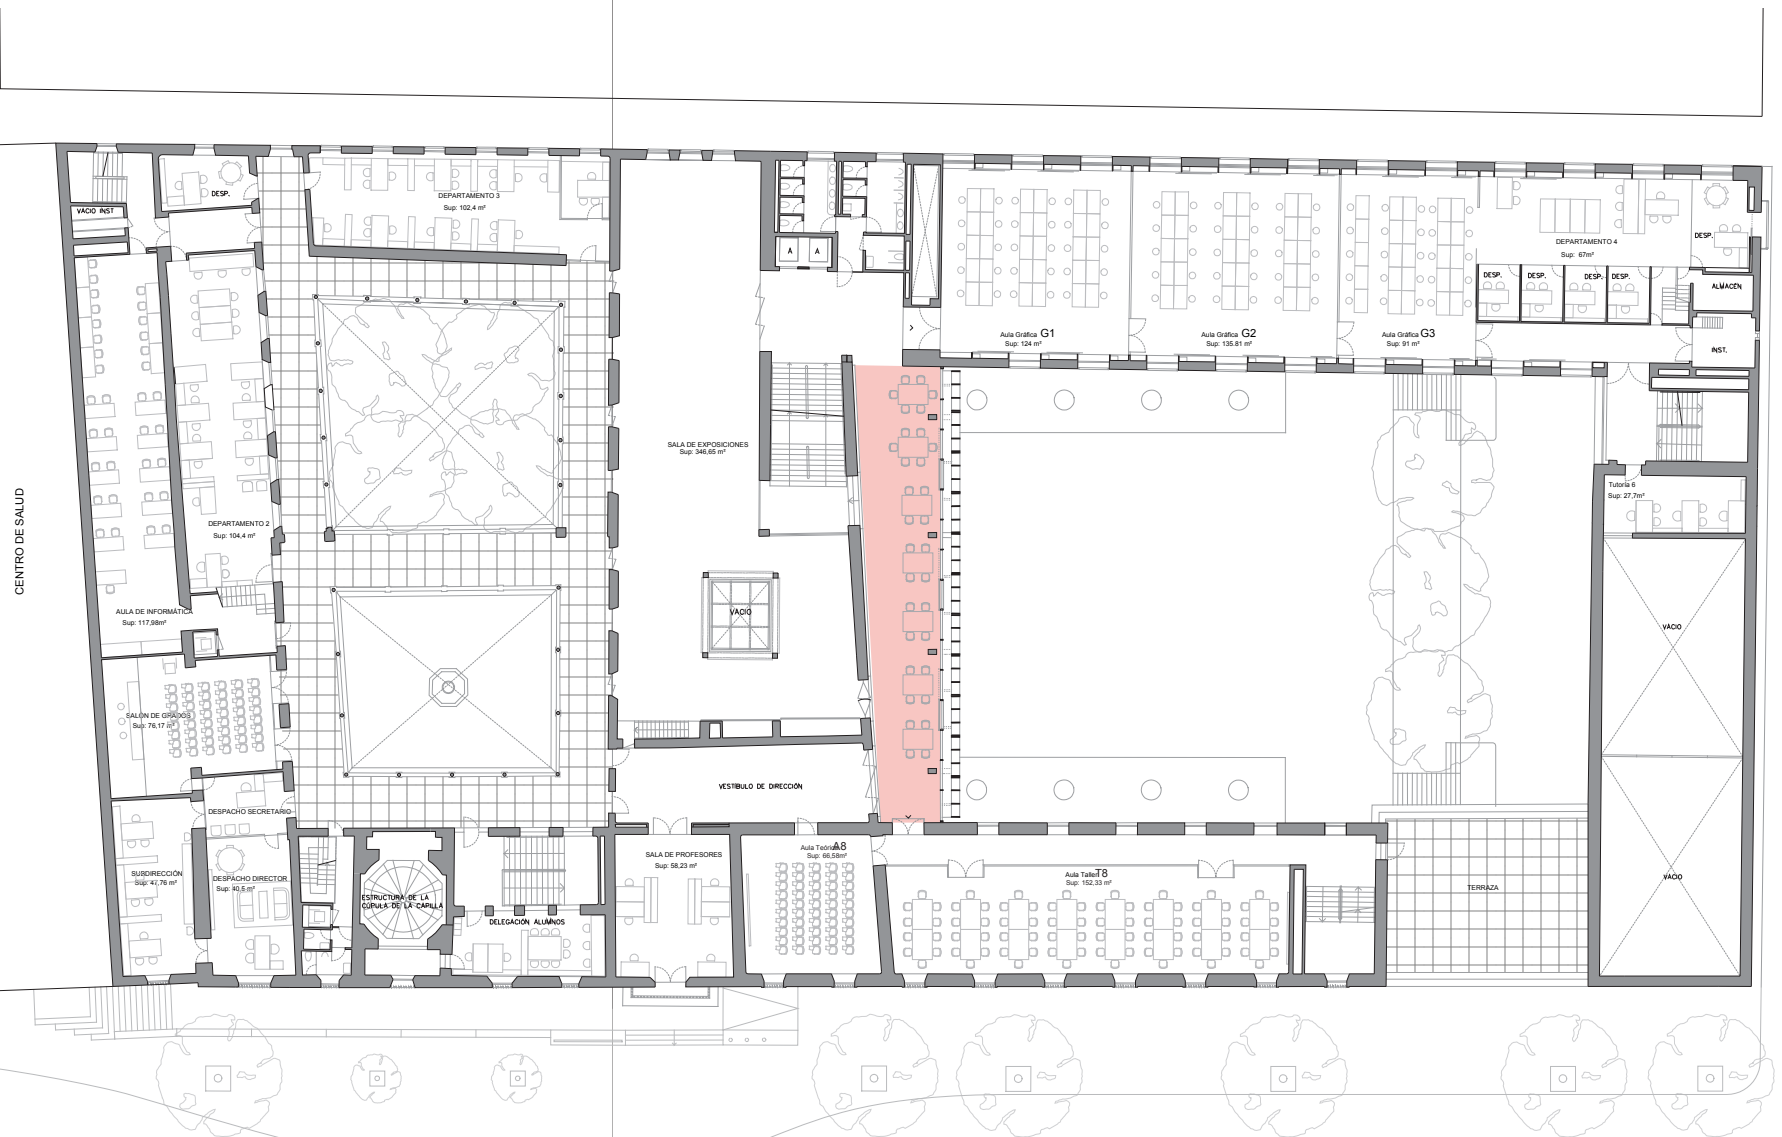 CENTRO DE SALUD
VACIO INST
DESP.
DEPARTAMENTO 3
Sup: 102,4 m²
A A
Aula Gráfica G1
Sup: 124 m²
Aula Gráfica G2
Sup: 135.81 m²
Aula Gráfica G3
Sup: 91 m²
DEPARTAMENTO 4
Sup: 67m²
DESP.
DESP. DESP. DESP. DESP.
ALMACÉN
INST.
SALA DE EXPOSICIONES
Sup: 346,65 m²
Tutoría 6
Sup: 27,7m²
DEPARTAMENTO 2
Sup: 104,4 m²
AULA DE INFORMÁTICA
Sup: 117,98m²
VACIO
VACIO
SALÓN DE GRADOS
Sup: 76,17 m²
VESTÍBULO DE DIRECCIÓN
DESPACHO SECRETARIO
SUBDIRECCIÓN
Sup: 47,76 m²
DESPACHO DIRECTOR
Sup: 40,5 m²
ESTRUCTURA DE LA
CÚPULA DE LA CAPILLA
DELEGACIÓN ALUMNOS
SALA DE PROFESORES
Sup: 58,23 m²
Aula Teórica A8
Sup: 66,58m²
Aula Taller T8
Sup: 152,33 m²
TERRAZA
VACIO